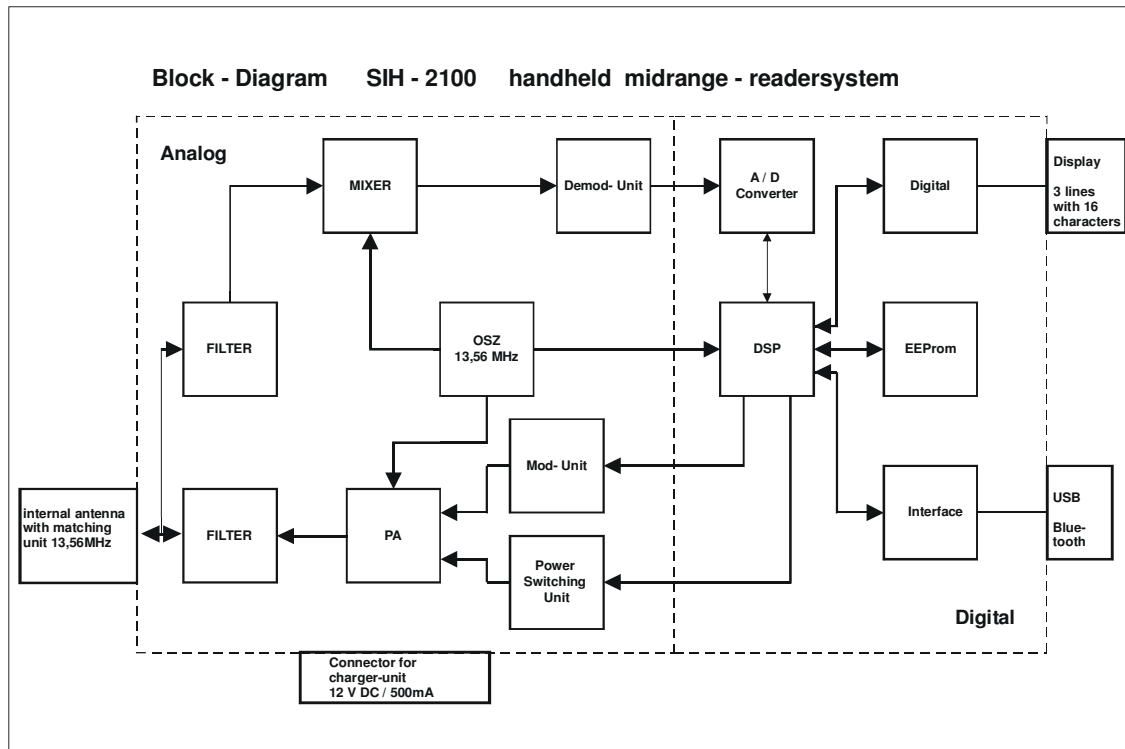 Block - Diagram SIH - 2100 handheld midrange - readersystem
Analog
MIXER
Demod- Unit
A / D
Converter
Digital
Display
3 lines
with 16
characters
FILTER
OSZ
13,56 MHz
DSP
EEProm
internal antenna
with matching
unit 13,56MHz
FILTER
PA
Mod- Unit
Power
Switching
Unit
Interface
USB
Blue-
tooth
Digital
Connector for
charger-unit
12 V DC / 500mA